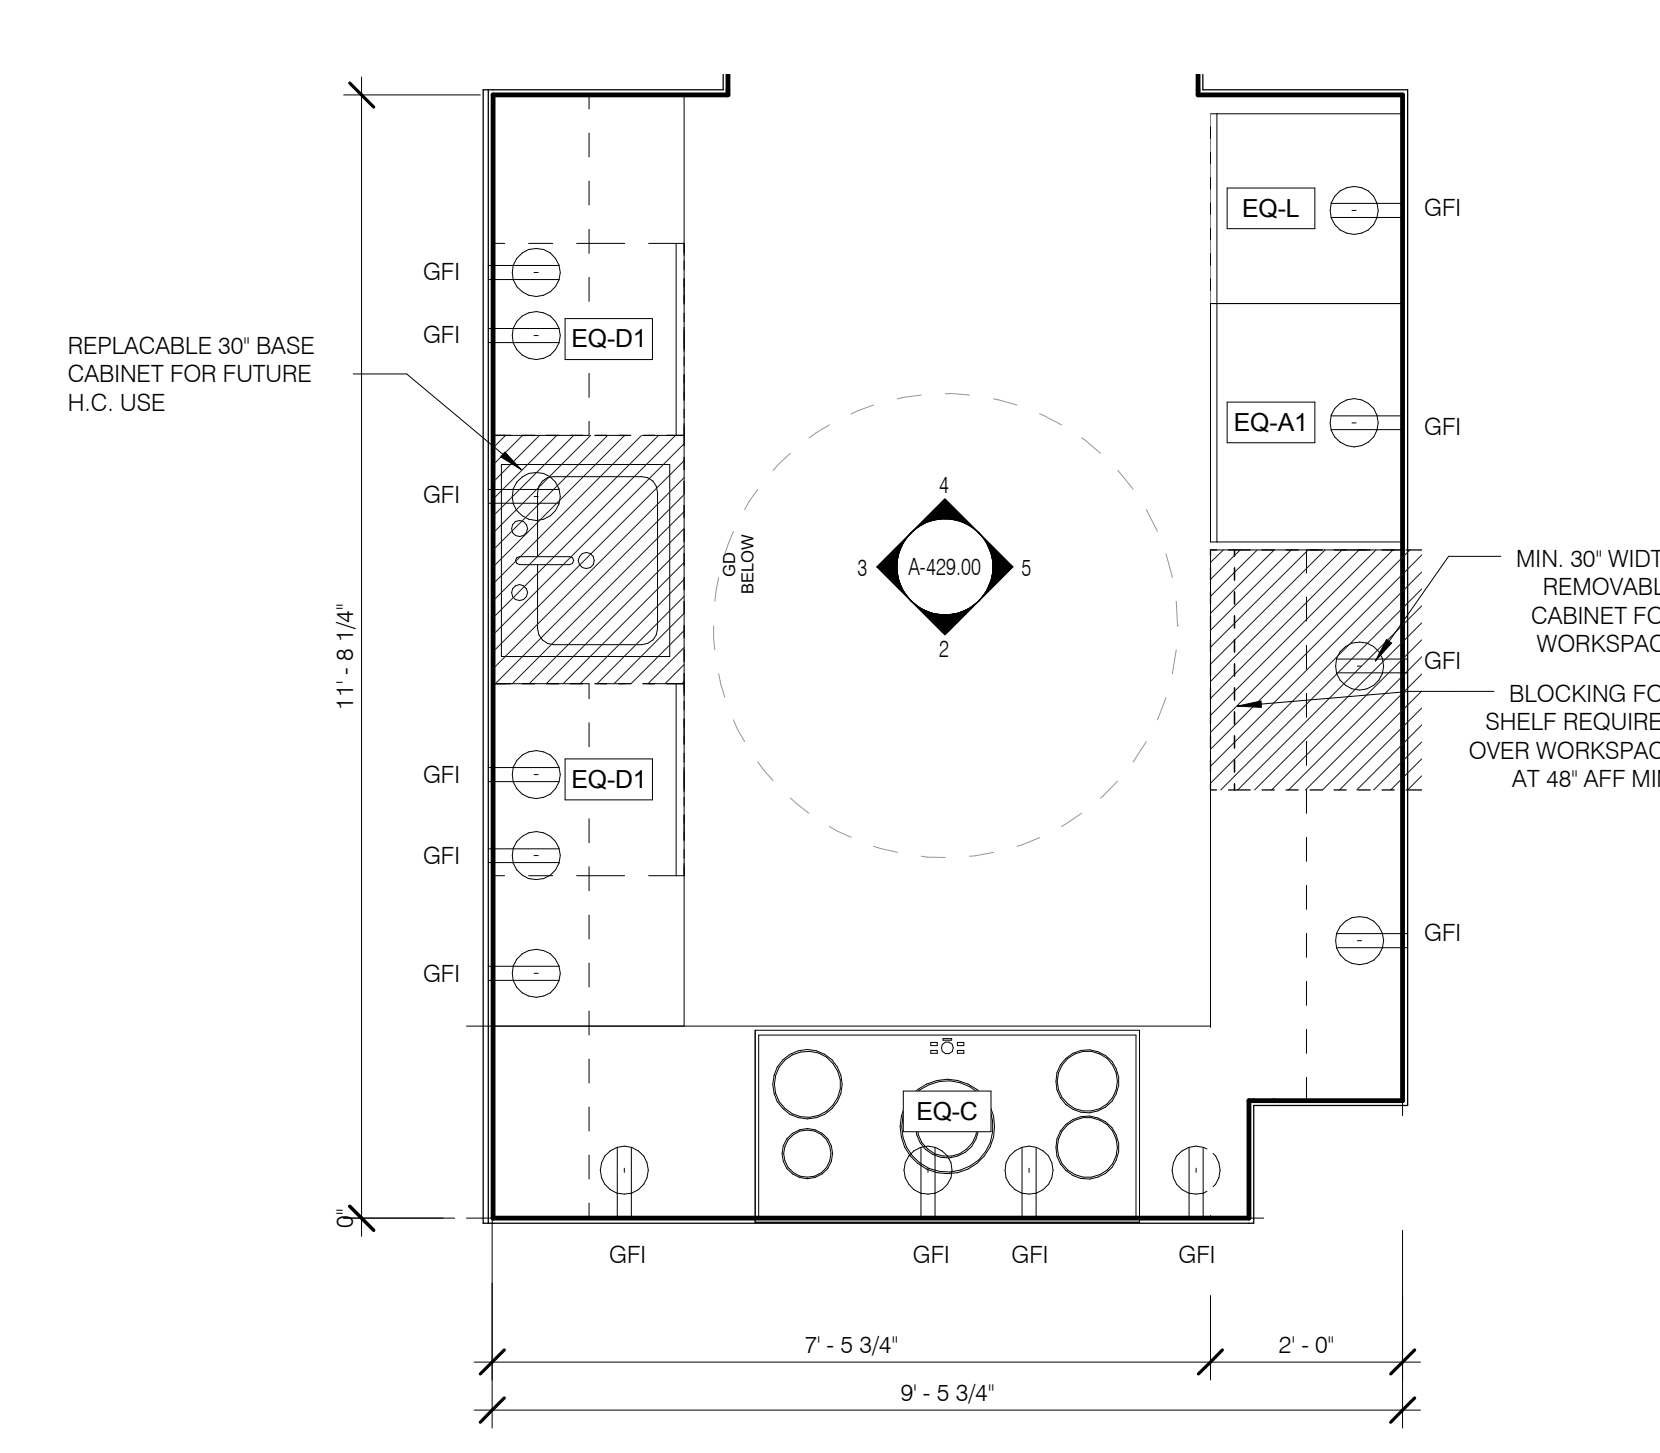 EQ-L
GFI
GFI
GFI
EQ-D1
REPLACABLE 30" BASE
CABINET FOR FUTURE
H.C. USE
EQ-A1
GFI
GFI
4
GD
BELOW
3
A-429.00
5
2
MIN. 30" WIDT
REMOVABL
CABINET FO
WORKSPAC
GFI
BLOCKING FO
SHELF REQUIRE
OVER WORKSPAC
AT 48" AFF MI
11' - 8 1/4"
GFI
EQ-D1
GFI
GFI
GFI
EQ-C
0"
GFI
GFI
GFI
GFI
7' - 5 3/4"
2' - 0"
9' - 5 3/4"